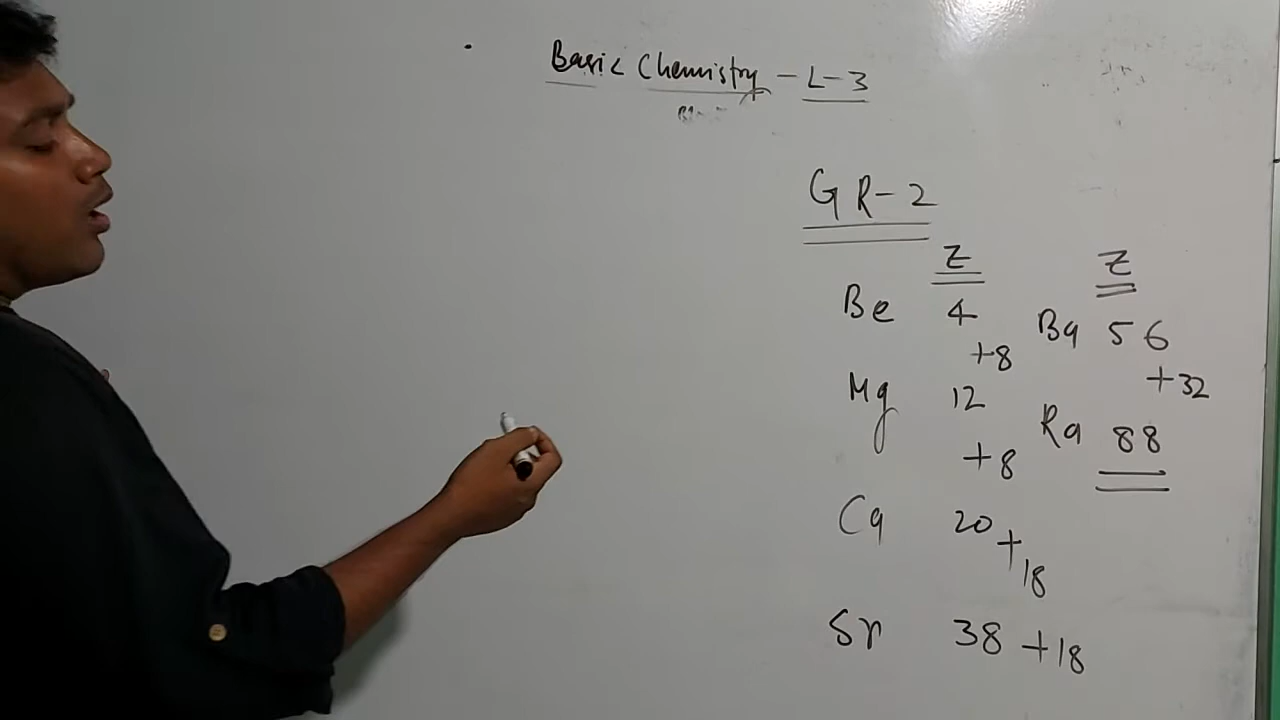 Basic Chemistry - L-3
GR-2
Z
Be 4
+8
Mg 12
+8
Ca 20
+18
Sr 38 +18
Z
Ba 56
+32
Ra 88